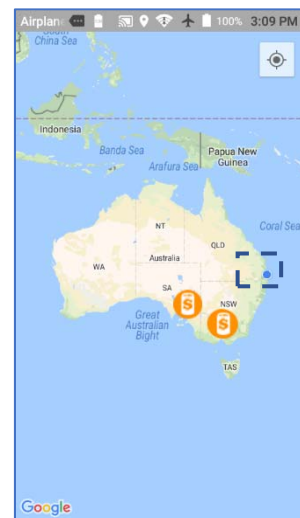 Airplan 100% 3:09 PM
South
China Sea
Indonesia
Banda Sea
Papua New
Guinea
Arafura Sea
Coral Sea
NT
QLD
Australia
WA
SA
NSW
Great
Australian
Bight
TAS
Google